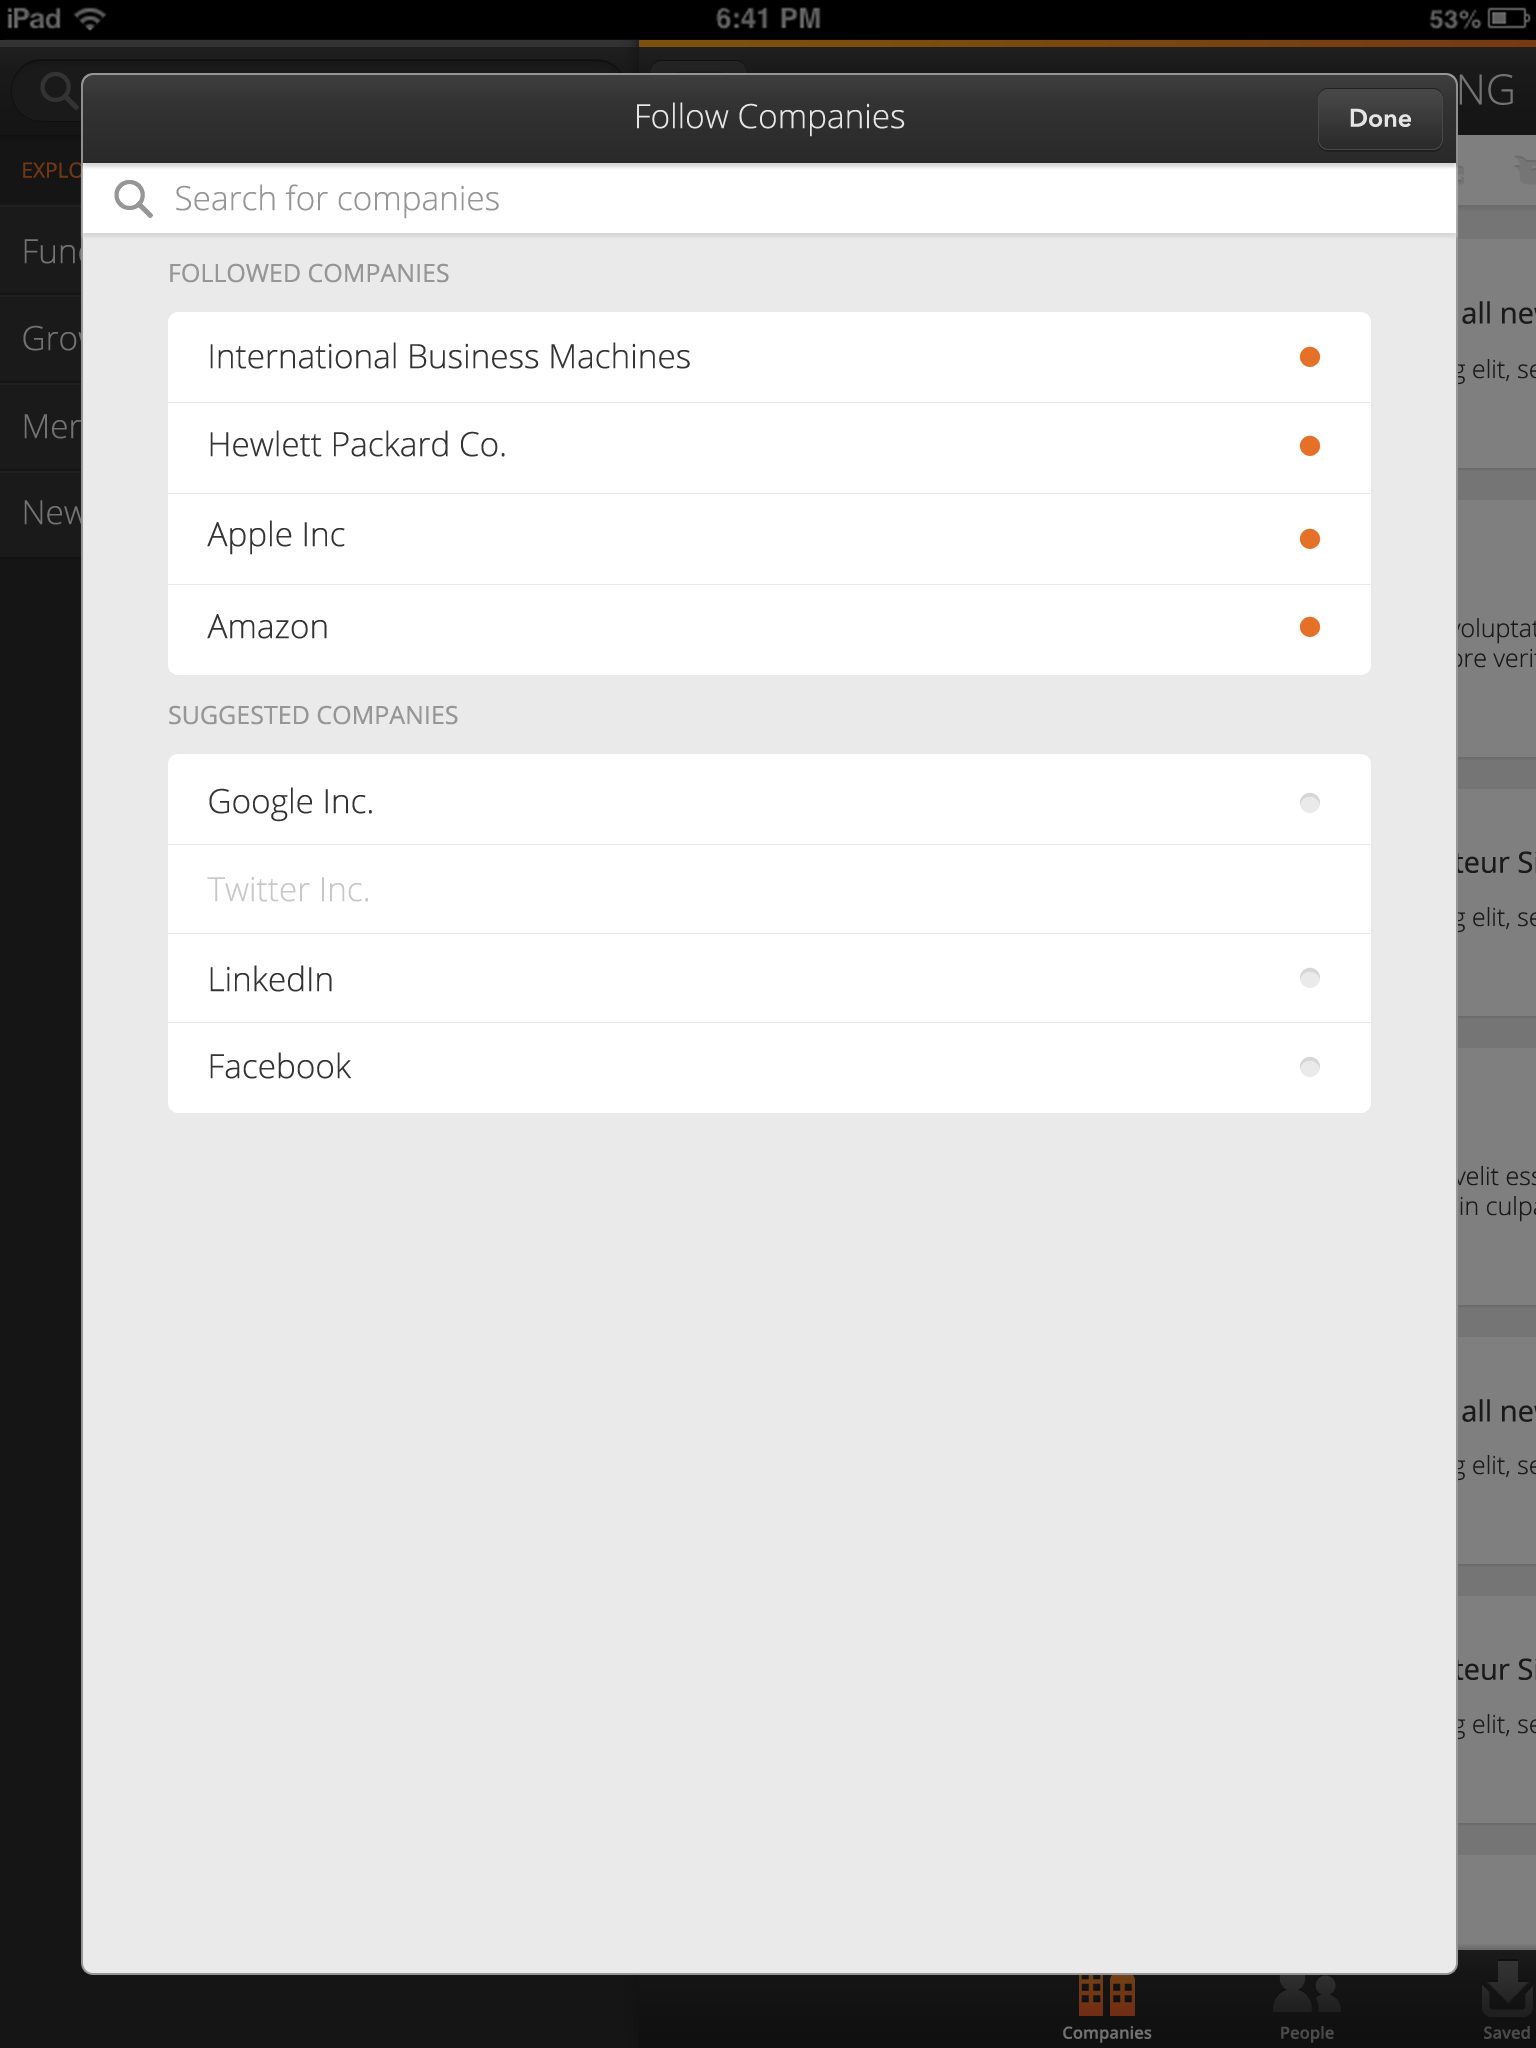 iPad
6:41 PM
53%
NG
Follow Companies
Done
Search for companies
FOLLOWED COMPANIES
International Business Machines
Hewlett Packard Co.
Apple Inc
Amazon
SUGGESTED COMPANIES
Google Inc.
Twitter Inc.
LinkedIn
Facebook
EXPLO
Fun
Gro
Mer
New
all ne
g elit, se
voluptat
ore veri
teur Si
g elit, se
velit ess
in culpa
all ne
g elit, se
teur Si
g elit, se
Companies
People
Saved